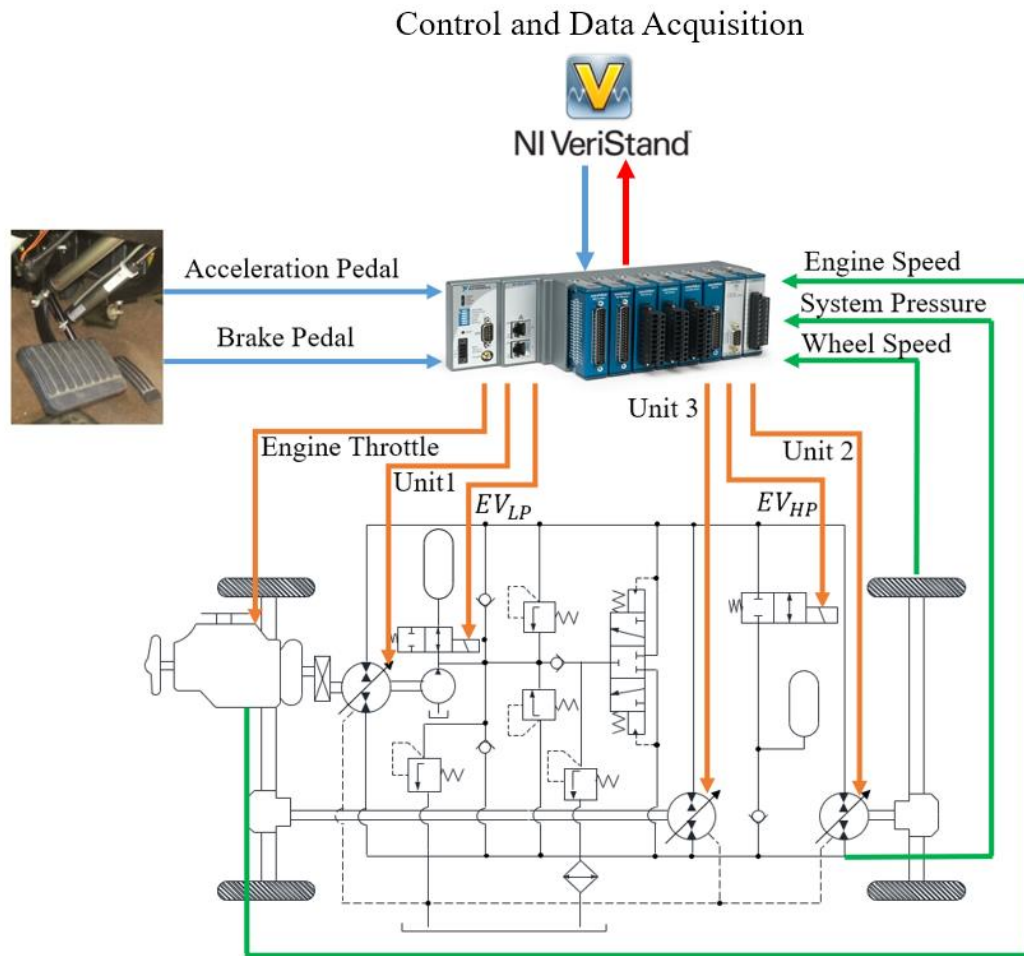 Control and Data Acquisition
V
NI VeriStand
Acceleration Pedal
Brake Pedal
Engine Speed
System Pressure
Wheel Speed
Unit 3
Engine Throttle
Unit 2
Unit1
EV_LP
EV_HP